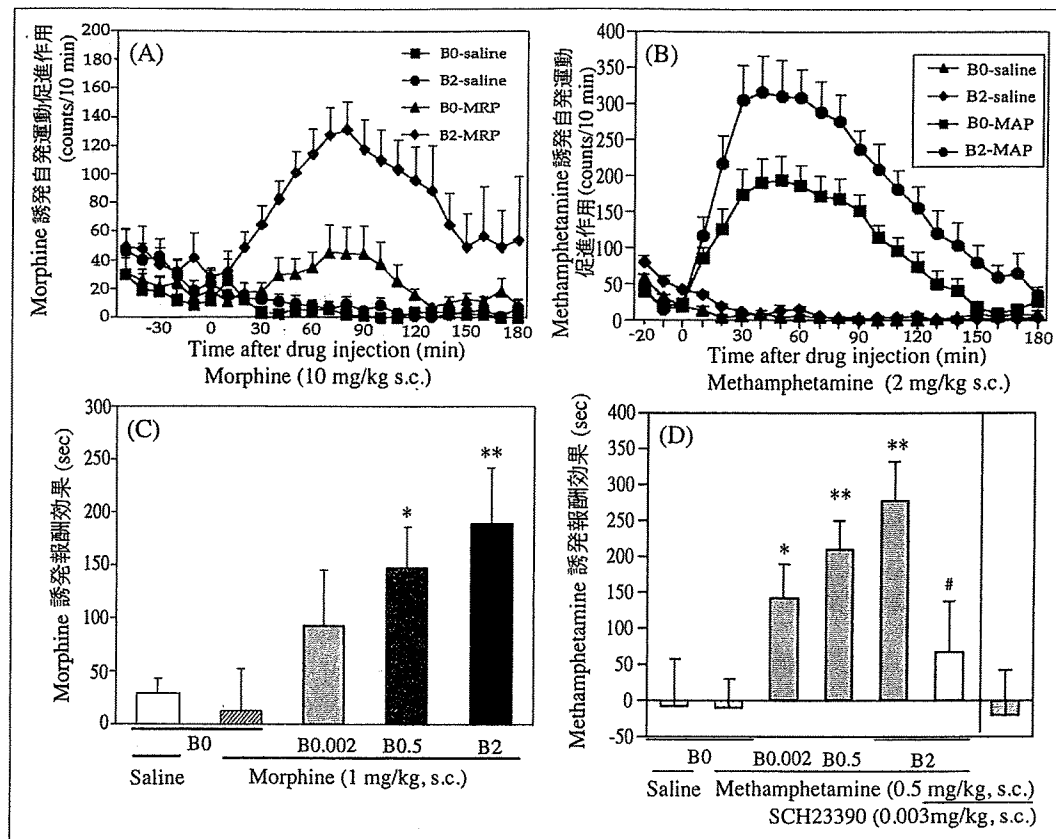 (A)
Morphine 誘発自発運動促進作用
(counts/10 min)
200
180
160
140
120
100
80
60
40
20
0
B0-saline
B2-saline
B0-MRP
B2-MRP
-30 0 30 60 90 120 150 180
Time after drug injection (min)
Morphine (10 mg/kg s.c.)
(B)
Methamphetamine 誘発自発運動
促進作用(counts/10 min)
400
350
300
250
200
150
100
50
0
B0-saline
B2-saline
B0-MAP
B2-MAP
-20 0 30 60 90 120 150 180
Time after drug injection (min)
Methamphetamine (2 mg/kg s.c.)
(C)
Morphine 誘発報酬効果 (sec)
300
250
200
150
100
50
0
*
**
B0 B0.002 B0.5 B2
Saline Morphine (1 mg/kg, s.c.)
(D)
Methamphetamine 誘発報酬効果 (sec)
400
350
300
250
200
150
100
50
0
-50
*
**
**
#
B0 B0.002 B0.5 B2
Saline Methamphetamine (0.5 mg/kg, s.c.)
SCH23390 (0.003mg/kg, s.c.)